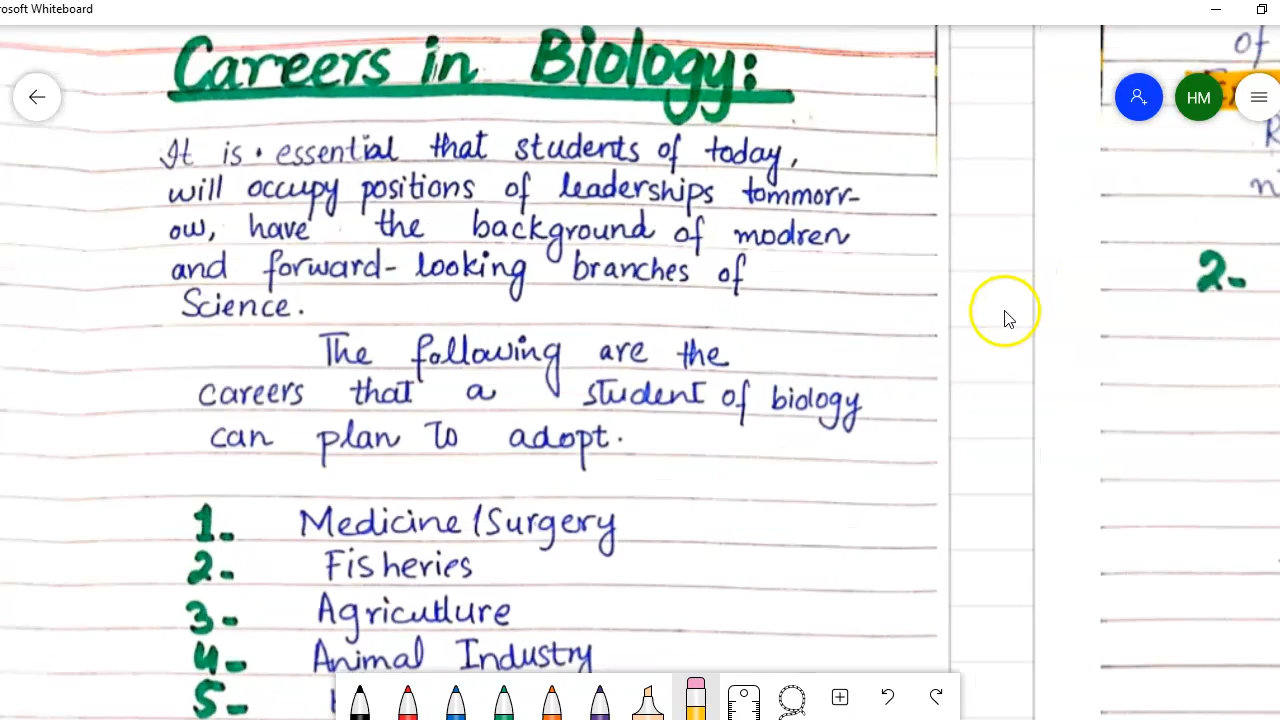 rosoft Whiteboard
Careers in Biology:
It is essential that students of today,
will occupy positions of leaderships tommorr-
ow, have the background of modren
and forward-looking branches of
Science.
The following are the
careers that a student of biology
can plan to adopt.
1- Medicine/Surgery
2- Fisheries
3- Agricutlure
4- Animal Industry
5-
of
HM
2-